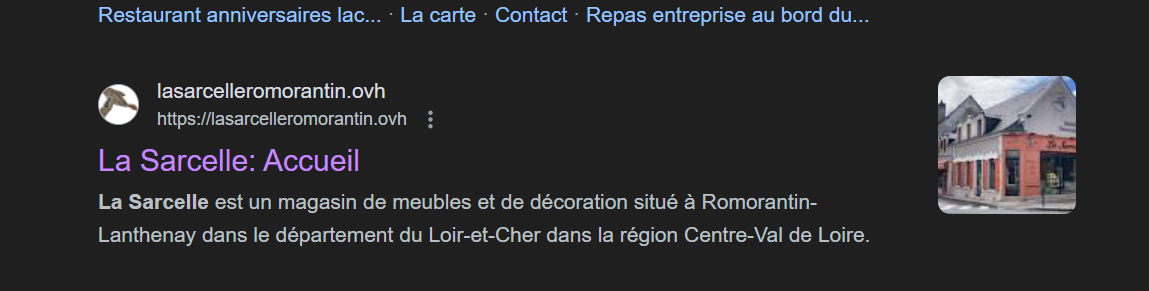 Restaurant anniversaires lac... · La carte · Contact · Repas entreprise au bord du...
lasarcelleromorantin.ovh
https://lasarcelleromorantin.ovh
La Sarcelle: Accueil
La Sarcelle est un magasin de meubles et de décoration situé à Romorantin-
Lanthenay dans le département du Loir-et-Cher dans la région Centre-Val de Loire.